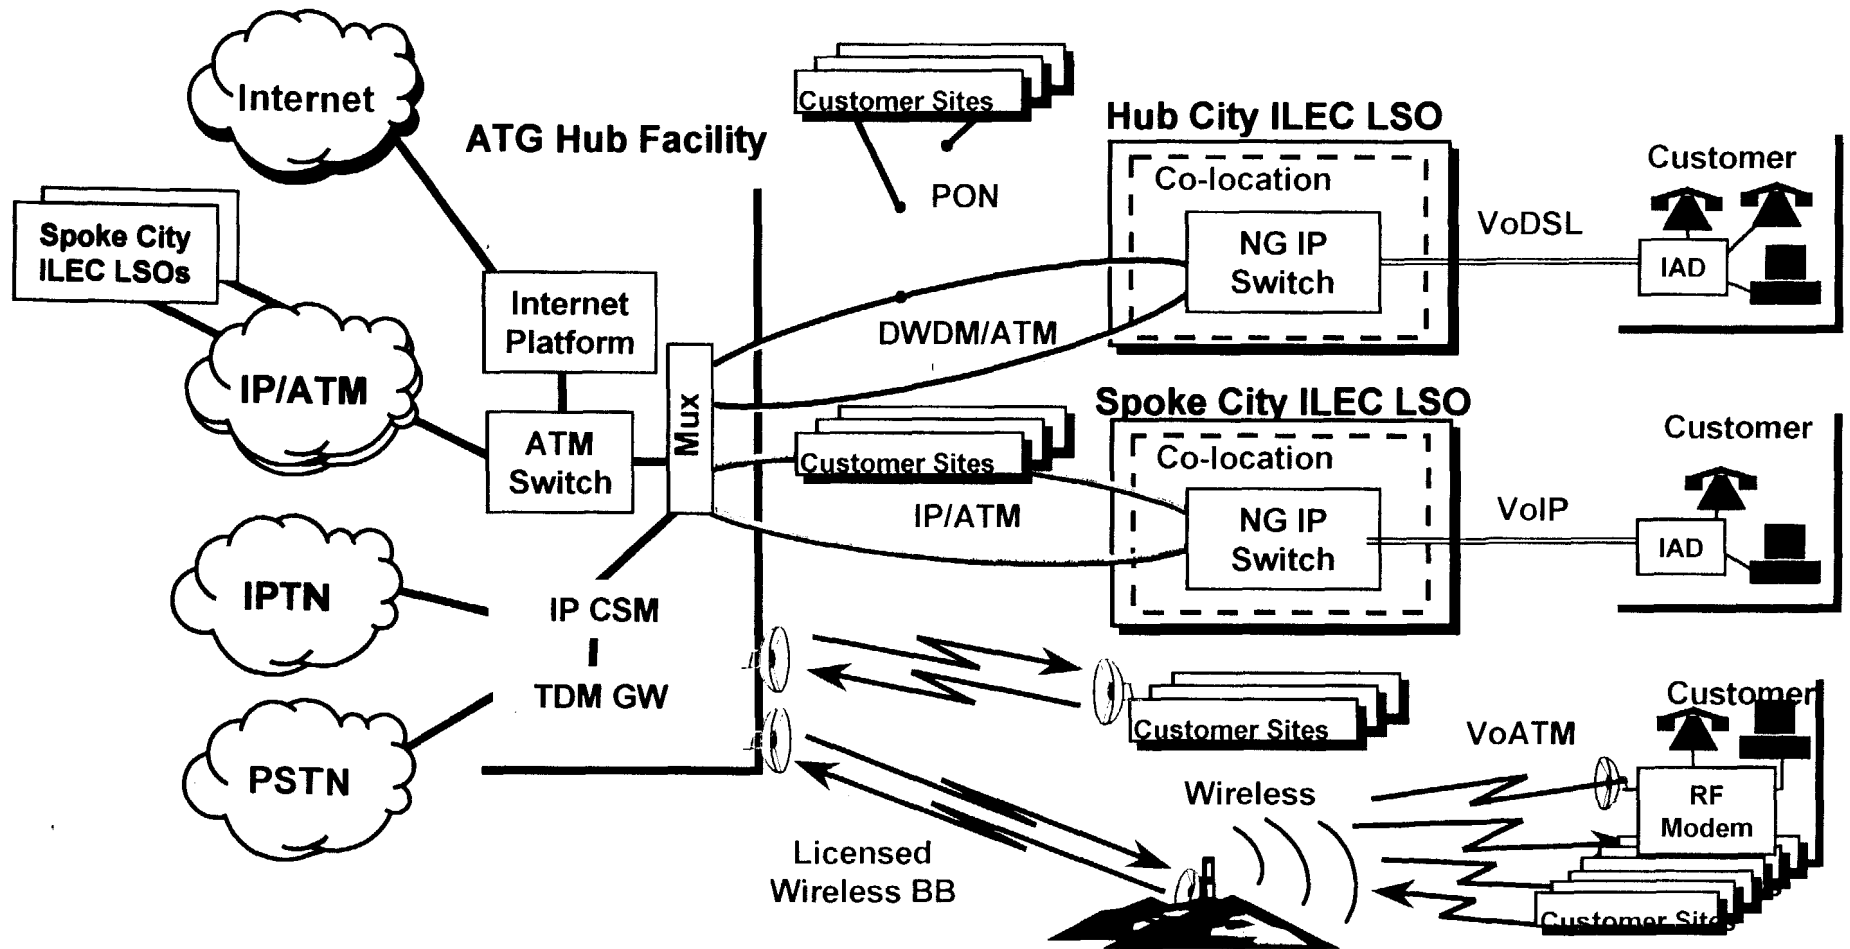 Internet
ATG Hub Facility
Customer Sites
PON
Hub City ILEC LSO
Co-location
NG IP
Switch
VoDSL
Customer
IAD
Spoke City
ILEC LSOs
Internet
Platform
DWDM/ATM
IP/ATM
ATM
Switch
Mux
Customer Sites
IP/ATM
Spoke City ILEC LSO
Co-location
NG IP
Switch
VoIP
Customer
IAD
IPTN
IP CSM
TDM GW
PSTN
Customer Sites
Licensed
Wireless BB
Wireless
VoATM
Customer
RF
Modem
Customer Sites